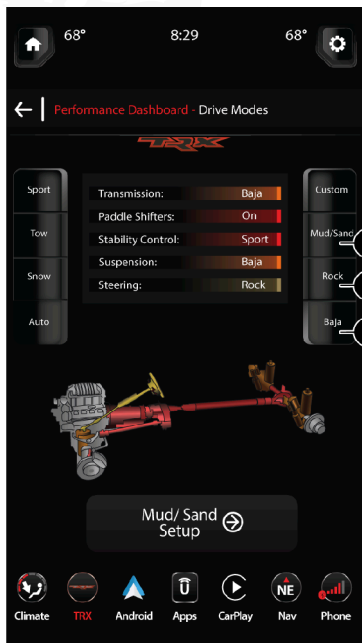 68° 8:29 68°
Performance Dashboard - Drive Modes
TRX
Sport
Tow
Snow
Auto
Transmission: Baja
Paddle Shifters: On
Stability Control: Sport
Suspension: Baja
Steering: Rock
Custom
Mud/Sand
Rock
Baja
Mud/ Sand
Setup
NE
Climate TRX Android Apps CarPlay Nav Phone